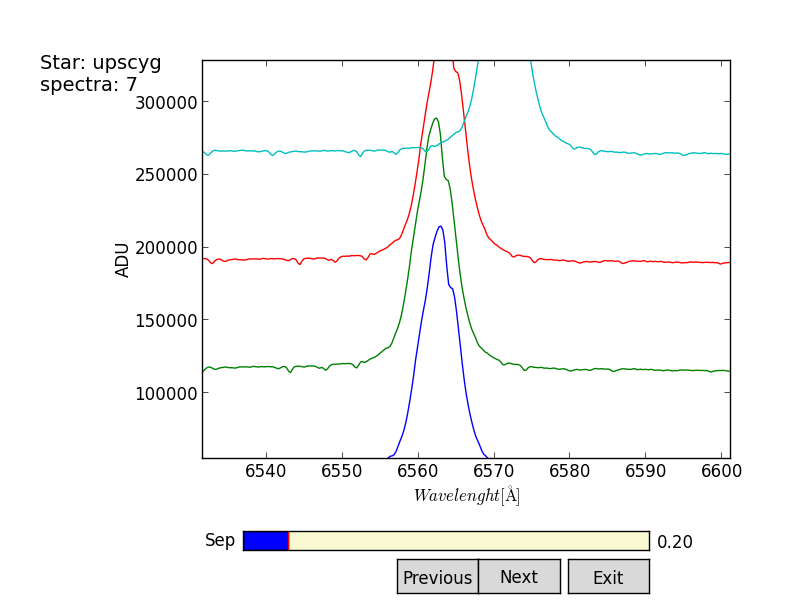 Star: upscyg
spectra: 7
300000
250000
200000
150000
100000
ADU
6540 6550 6560 6570 6580 6590 6600
Wavelenght[Å]
Sep 0.20
Previous Next Exit